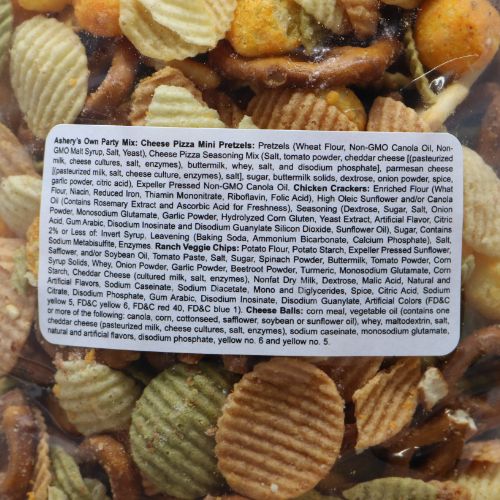 Ashery's Own Party Mix: Cheese Pizza Mini Pretzels: Pretzels (Wheat Flour, Non-GMO Canola Oil, Non-
GMO Malt Syrup, Salt, Yeast), Cheese Pizza Seasoning Mix (Salt, tomato powder, cheddar cheese [(pasteurized
milk, cheese cultures, salt, enzymes), buttermilk, whey, salt, and disodium phosphate], parmesan cheese
[(pasteurized milk, salt, cheese culture, enzymes), salt], sugar, buttermilk solids, dextrose, onion powder, spice,
garlic powder, citric acid), Expeller Pressed Non-GMO Canola Oil. Chicken Crackers: Enriched Flour (Wheat
Flour, Niacin, Reduced Iron, Thiamin Mononitrate, Riboflavin, Folic Acid), High Oleic Sunflower and/or Canola
Oil (Contains Rosemary Extract and Ascorbic Acid for Freshness), Seasoning (Dextrose, Sugar, Salt, Onion
Powder, Monosodium Glutamate, Garlic Powder, Hydrolyzed Corn Gluten, Yeast Extract, Artificial Flavor, Citric
Acid, Gum Arabic, Disodium Inosinate and Disodium Guanylate Silicon Dioxide, Sunflower Oil), Sugar, Contains
2% or Less of: Invert Syrup, Leavening (Baking Soda, Ammonium Bicarbonate, Calcium Phosphate), Salt,
Sodium Metabisulfite, Enzymes. Ranch Veggie Chips: Potato Flour, Potato Starch, Expeller Pressed Sunflower,
Safflower, and/or Soybean Oil, Tomato Paste, Salt, Sugar, Spinach Powder, Buttermilk, Tomato Powder, Corn
Syrup Solids, Whey, Onion Powder, Garlic Powder, Beetroot Powder, Turmeric, Monosodium Glutamate, Corn
Starch, Cheddar Cheese (cultured milk, salt, enzymes), Nonfat Dry Milk, Dextrose, Malic Acid, Natural and
Artificial Flavors, Sodium Caseinate, Sodium Diacetate, Mono and Diglycerides, Spice, Citric Acid, Sodium
Citrate, Disodium Phosphate, Gum Arabic, Disodium Inosinate, Disodium Guanylate, Artificial Colors (FD&C
yellow 5, FD&C yellow 6, FD&C red 40, FD&C blue 1). Cheese Balls: corn meal, vegetable oil (contains one
or more of the following: canola, corn, cottonseed, safflower, soybean or sunflower oil), whey, maltodextrin, salt,
cheddar cheese (pasteurized milk, cheese cultures, salt, enzymes), sodium caseinate, monosodium glutamate,
natural and artificial flavors, disodium phosphate, yellow no. 6 and yellow no. 5.